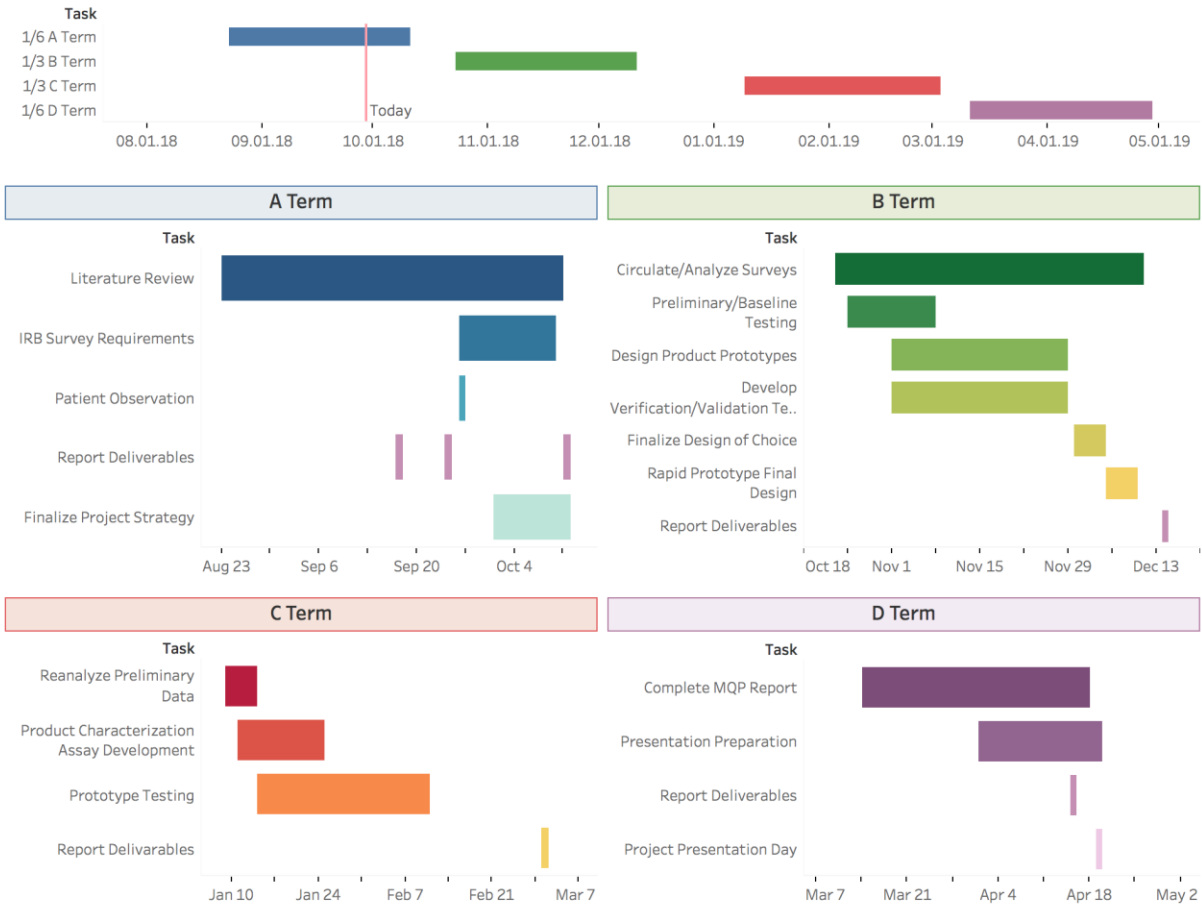 Task
1/6 A Term
1/3 B Term
1/3 C Term
1/6 D Term
Today
08.01.18 09.01.18 10.01.18 11.01.18 12.01.18 01.01.19 02.01.19 03.01.19 04.01.19 05.01.19
A Term
Task
Literature Review
IRB Survey Requirements
Patient Observation
Report Deliverables
Finalize Project Strategy
Aug 23 Sep 6 Sep 20 Oct 4
B Term
Task
Circulate/Analyze Surveys
Preliminary/Baseline
Testing
Design Product Prototypes
Develop
Verification/Validation Te..
Finalize Design of Choice
Rapid Prototype Final
Design
Report Deliverables
Oct 18 Nov 1 Nov 15 Nov 29 Dec 13
C Term
Task
Reanalyze Preliminary
Data
Product Characterization
Assay Development
Prototype Testing
Report Delivarables
Jan 10 Jan 24 Feb 7 Feb 21 Mar 7
D Term
Task
Complete MQP Report
Presentation Preparation
Report Deliverables
Project Presentation Day
Mar 7 Mar 21 Apr 4 Apr 18 May 2